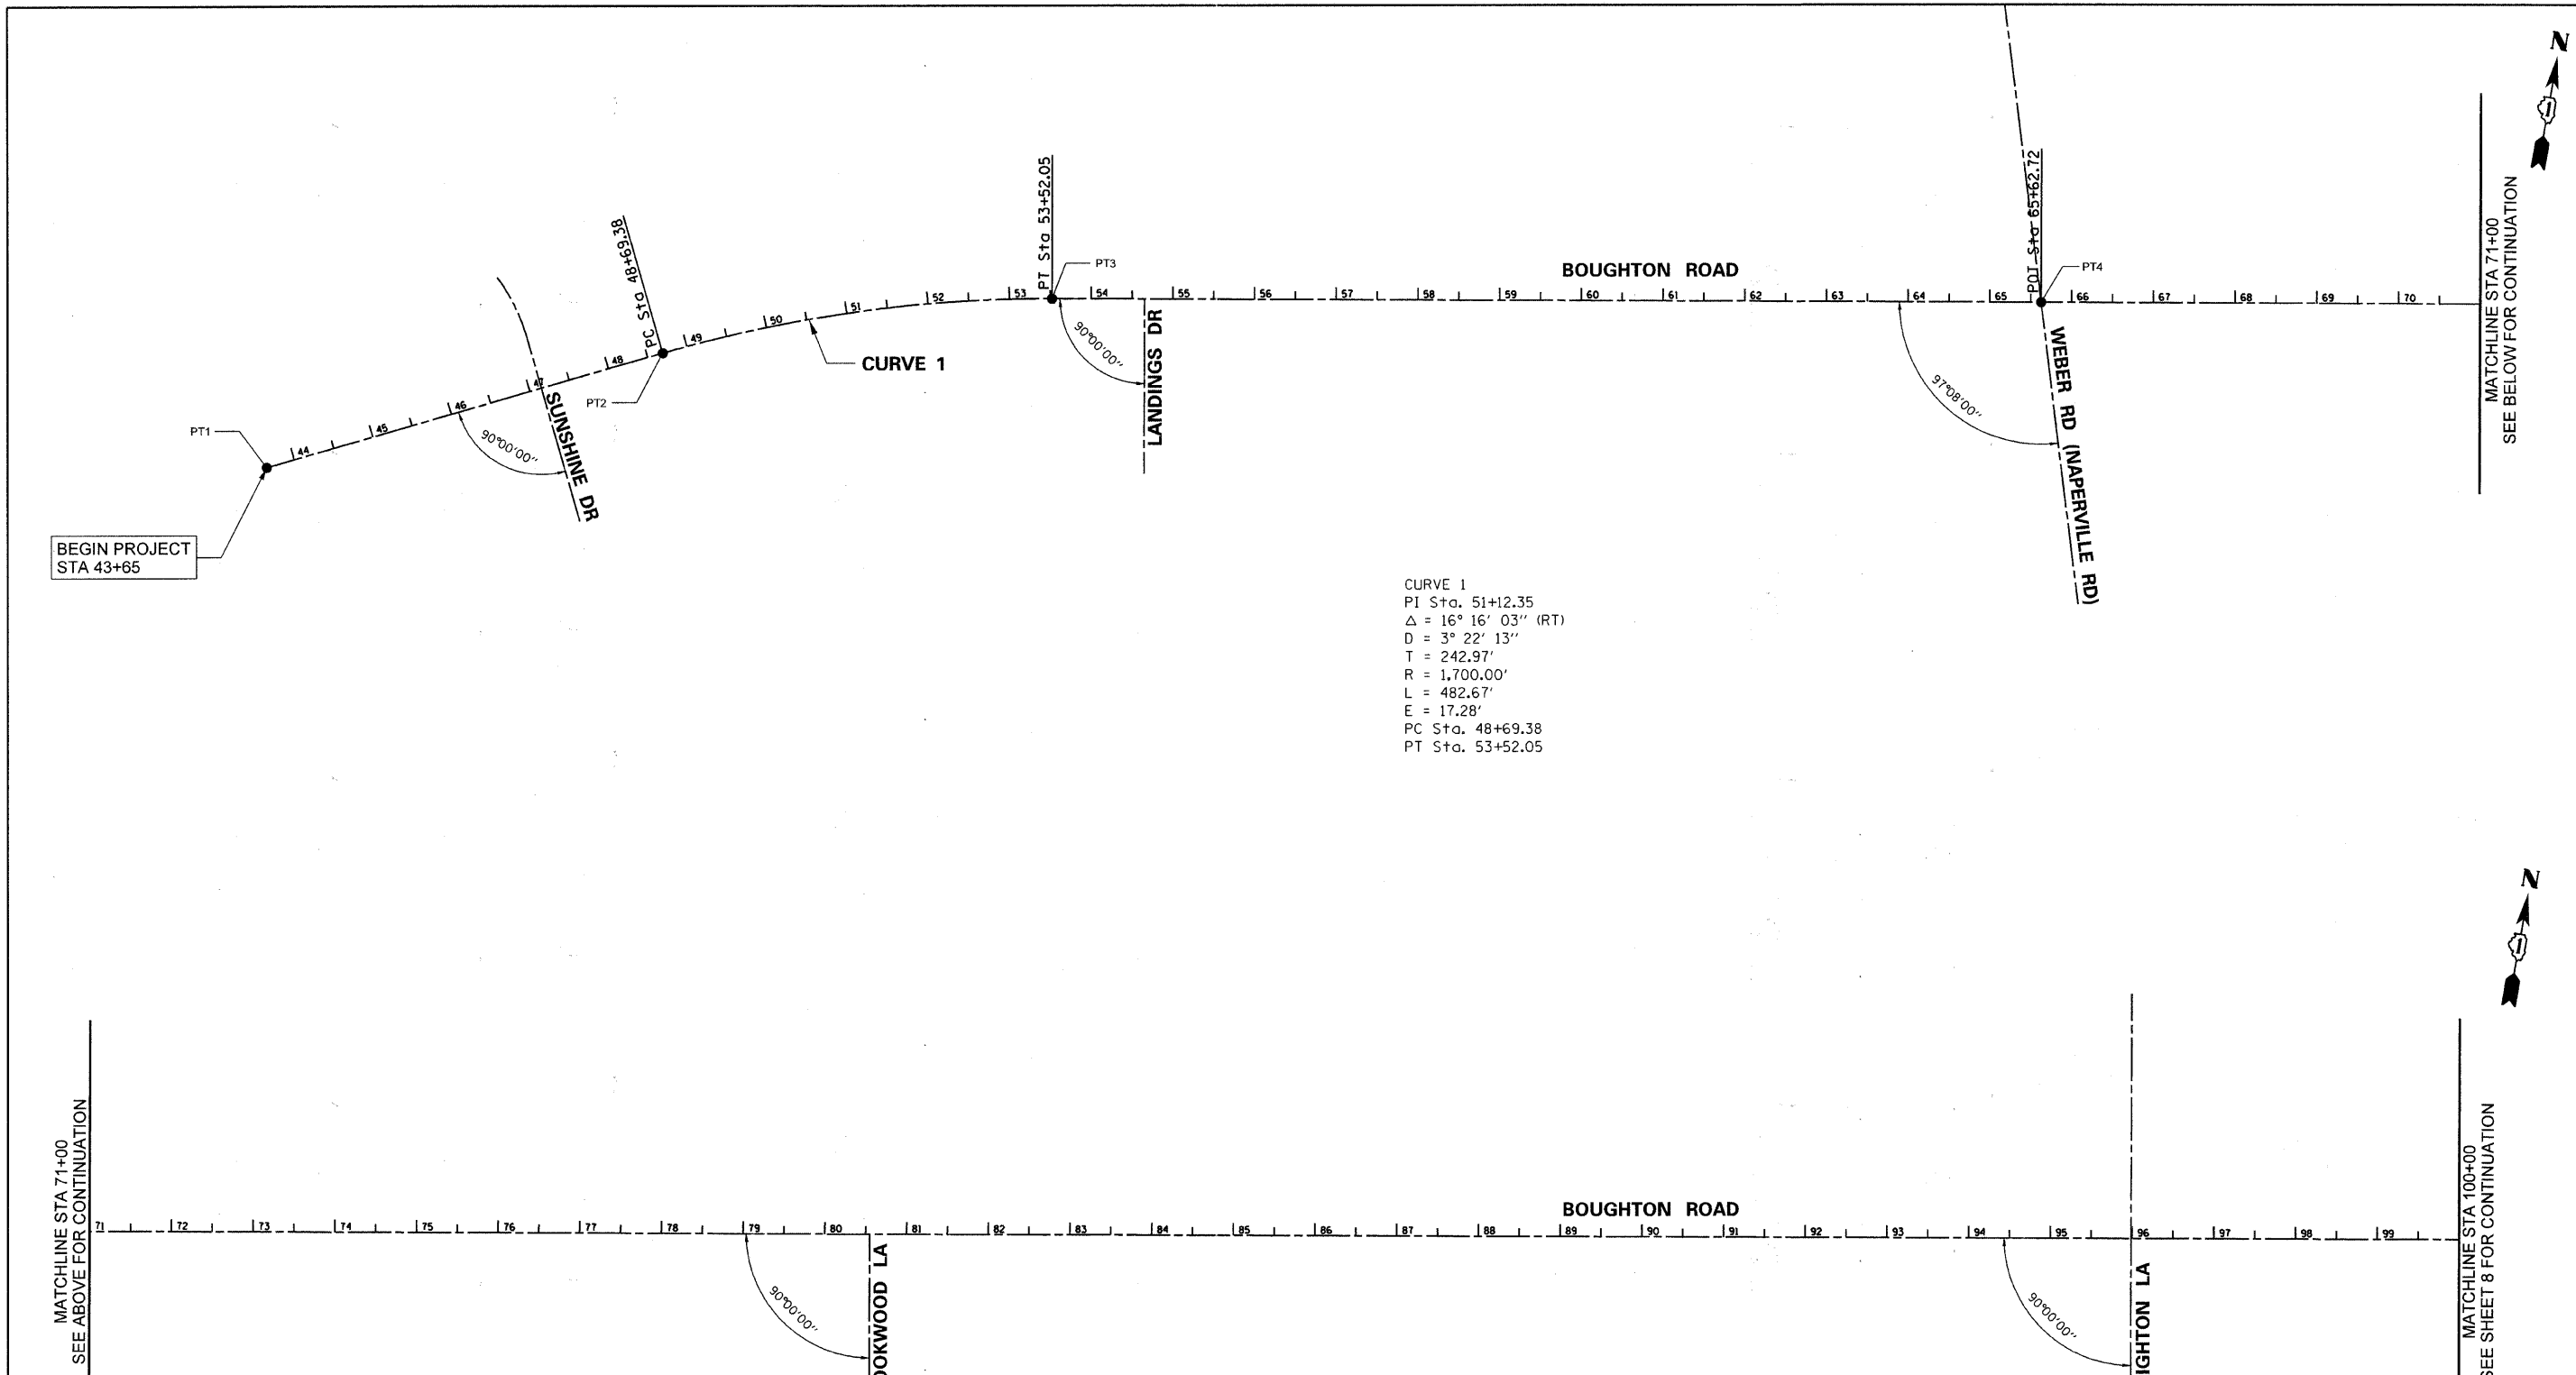 N
PT Sta 53+52.05
POT Sta 65+62.72
PC Sta 48+69.38
BOUGHTON ROAD
PT3
PT4
44
45
46
47
48
49
50
51
52
53
54
55
56
57
58
59
60
61
62
63
64
65
66
67
68
69
70
MATCHLINE STA 71+00
SEE BELOW FOR CONTINUATION
CURVE 1
PT2
PT1
90°00'00"
SUNSHINE DR
90°00'00"
LANDINGS DR
97°08'00"
WEBER RD (NAPERVILLE RD)
BEGIN PROJECT
STA 43+65
CURVE 1
PI Sta. 51+12.35
Δ = 16° 16' 03" (RT)
D = 3° 22' 13"
T = 242.97'
R = 1,700.00'
L = 482.67'
E = 17.28'
PC Sta. 48+69.38
PT Sta. 53+52.05
N
MATCHLINE STA 71+00
SEE ABOVE FOR CONTINUATION
BOUGHTON ROAD
71
72
73
74
75
76
77
78
79
80
81
82
83
84
85
86
87
88
89
90
91
92
93
94
95
96
97
98
99
90°00'00"
OOKWOOD LA
90°00'00"
IGHTON LA
MATCHLINE STA 100+00
SEE SHEET 8 FOR CONTINUATION